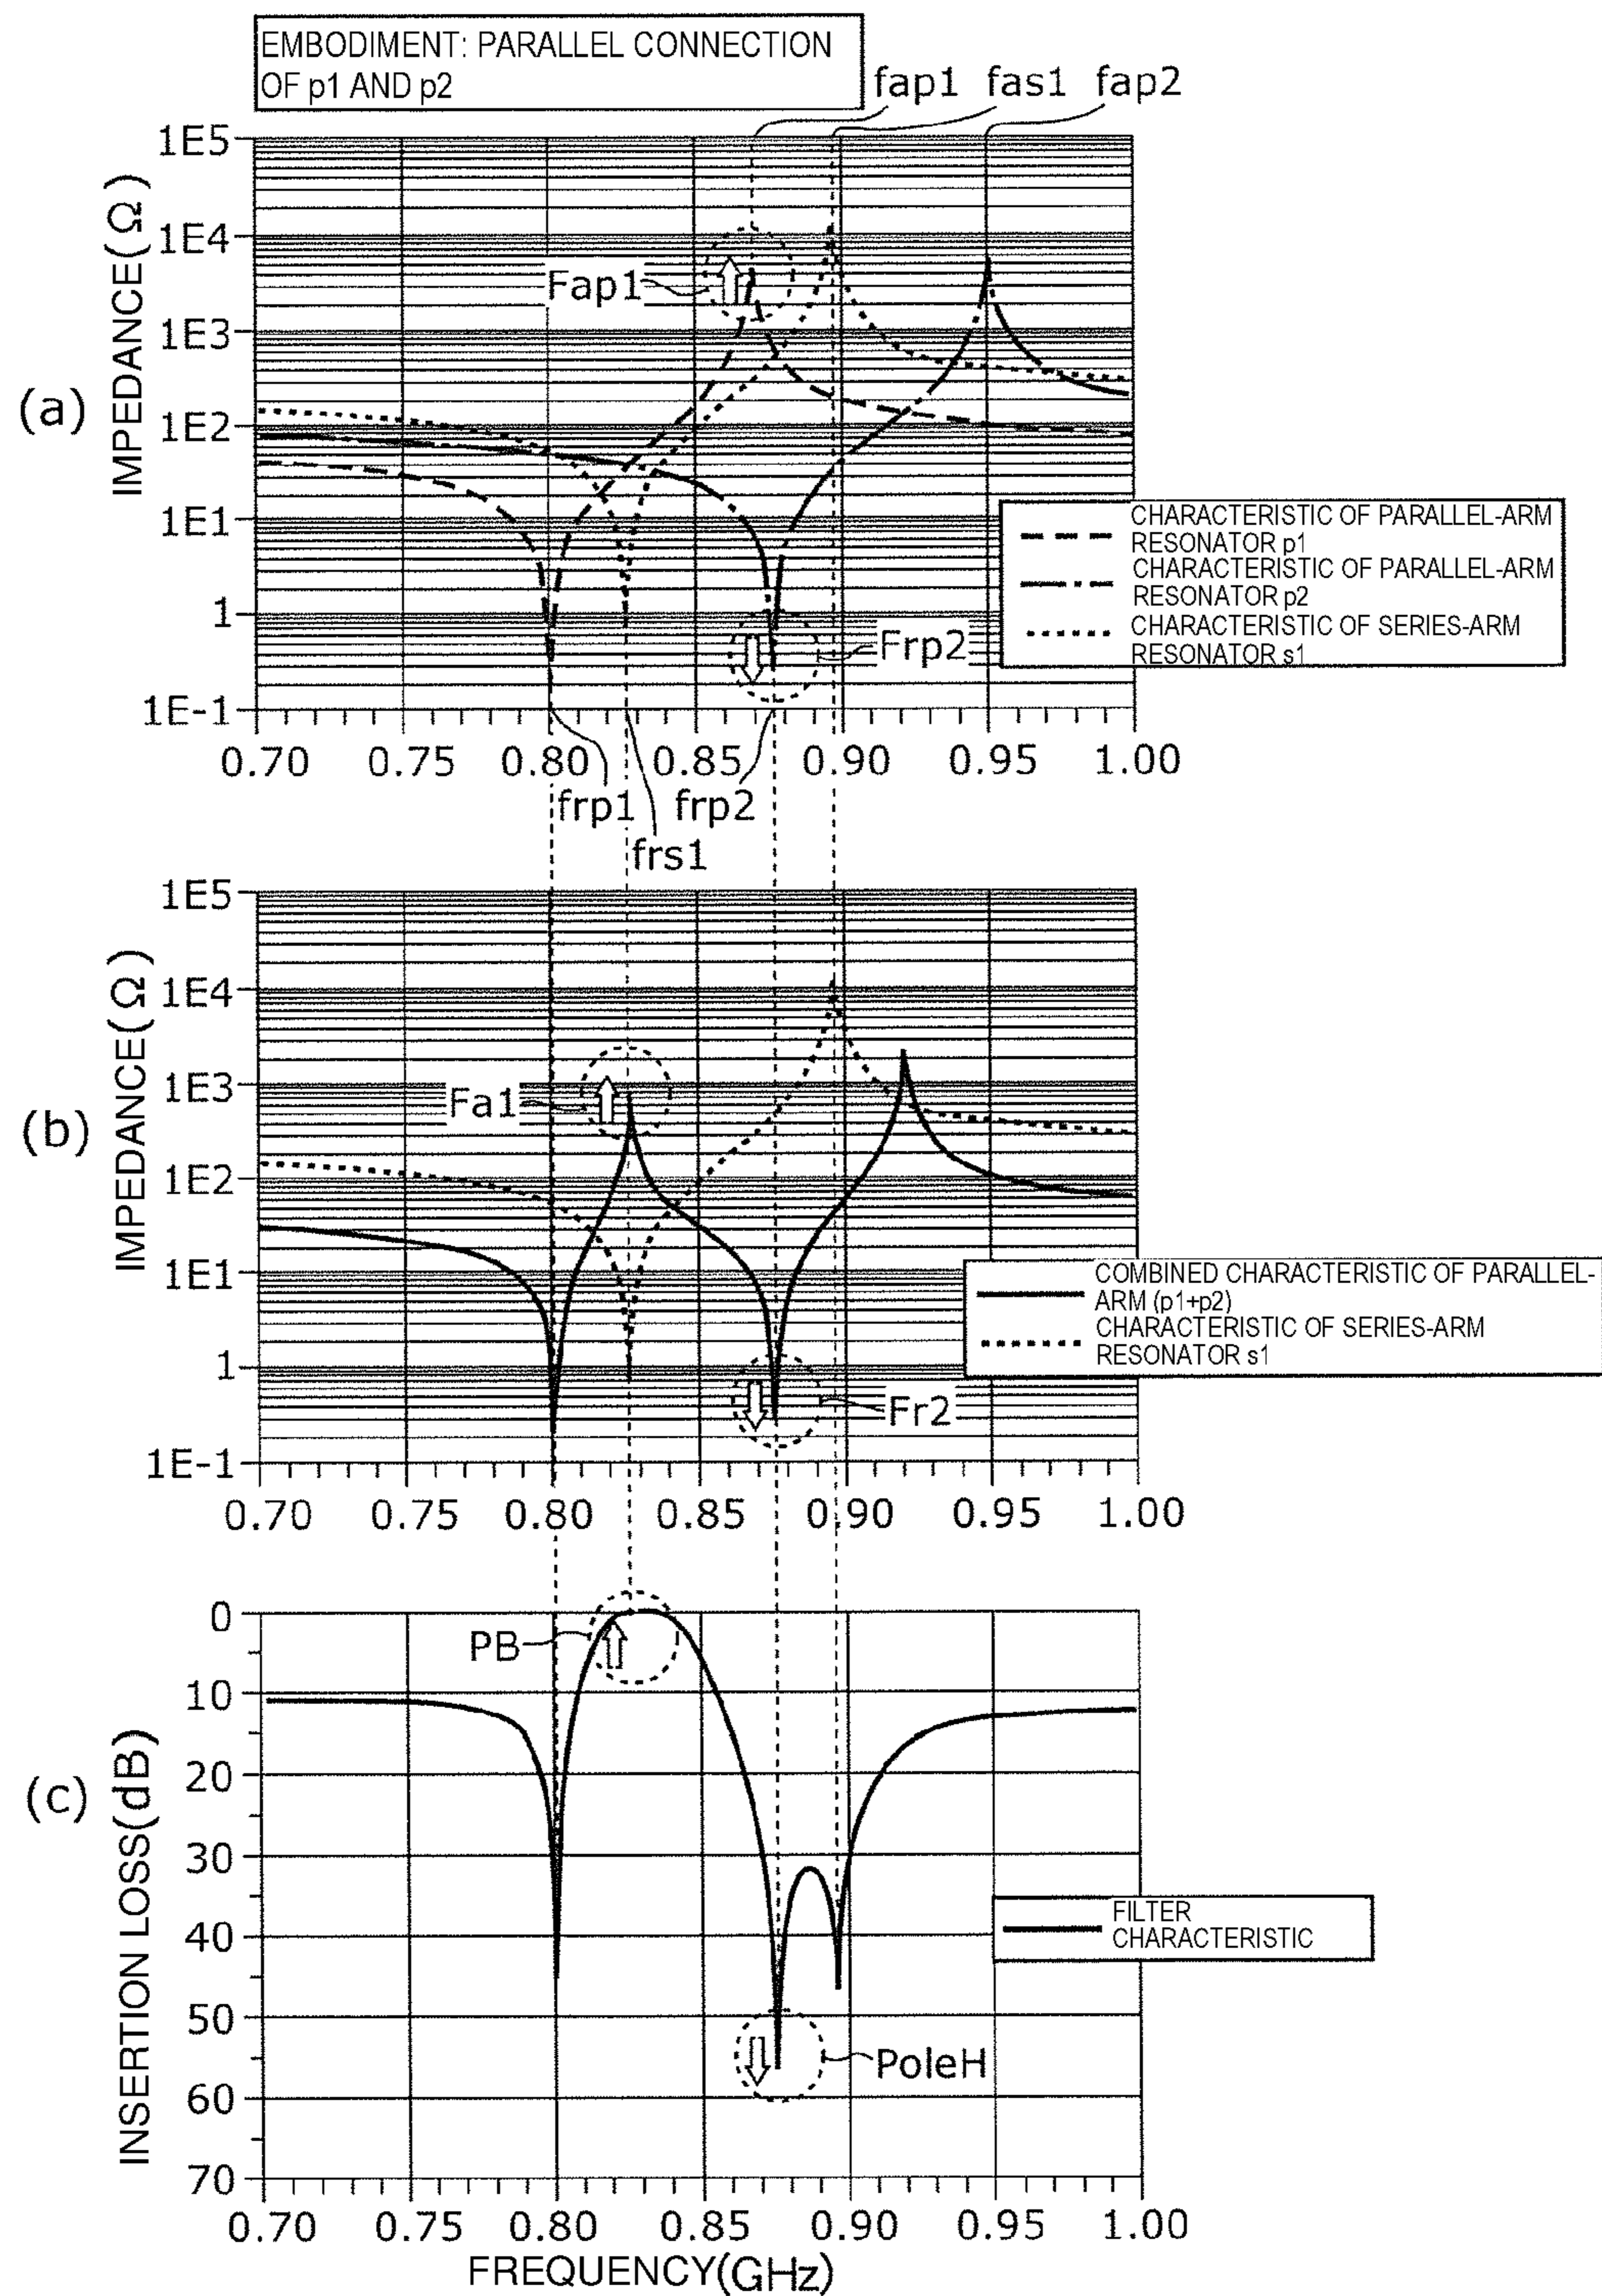 EMBODIMENT: PARALLEL CONNECTION
OF p1 AND p2
fap1 fas1 fap2
(a)
IMPEDANCE(Ω)
1E5
1E4
1E3
1E2
1E1
1
1E-1
Fap1
Frp2
CHARACTERISTIC OF PARALLEL-ARM
RESONATOR p1
CHARACTERISTIC OF PARALLEL-ARM
RESONATOR p2
CHARACTERISTIC OF SERIES-ARM
RESONATOR s1
0.70 0.75 0.80 0.85 0.90 0.95 1.00
frp1 frp2
frs1
(b)
IMPEDANCE(Ω)
1E5
1E4
1E3
1E2
1E1
1
1E-1
Fa1
Fr2
COMBINED CHARACTERISTIC OF PARALLEL-
ARM (p1+p2)
CHARACTERISTIC OF SERIES-ARM
RESONATOR s1
0.70 0.75 0.80 0.85 0.90 0.95 1.00
(c)
INSERTION LOSS(dB)
0
10
20
30
40
50
60
70
PB
PoleH
FILTER
CHARACTERISTIC
0.70 0.75 0.80 0.85 0.90 0.95 1.00
FREQUENCY(GHz)